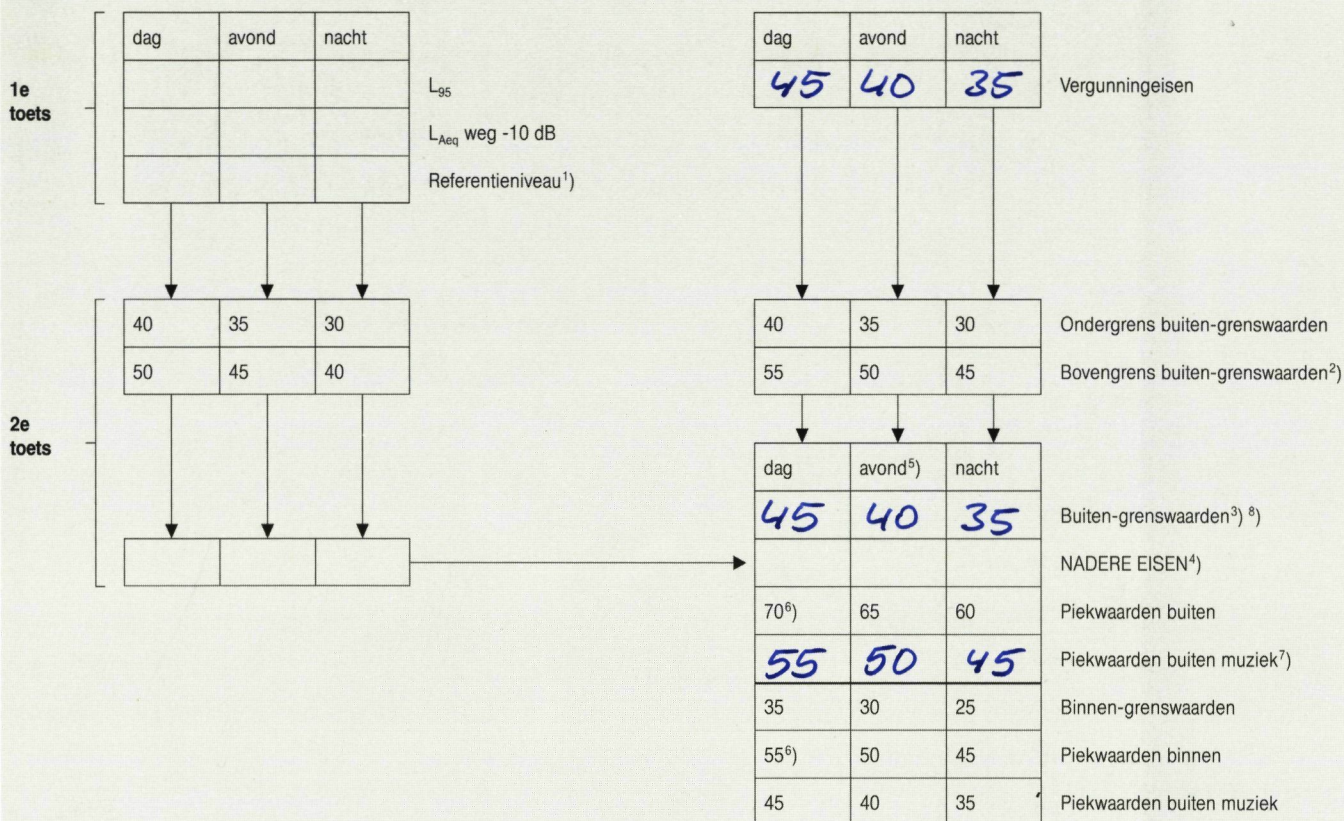 dag avond nacht
1e
toets
L95
LAeq weg -10 dB
Referentieniveau1)
dag avond nacht
45 40 35 Vergunningeisen
2e
toets
40 35 30
50 45 40
40 35 30 Ondergrens buiten-grenswaarden
55 50 45 Bovengrens buiten-grenswaarden2)
dag avond5) nacht
45 40 35 Buiten-grenswaarden3) 8)
NADERE EISEN4)
706) 65 60 Piekwaarden buiten
55 50 45 Piekwaarden buiten muziek7)
35 30 25 Binnen-grenswaarden
556) 50 45 Piekwaarden binnen
45 40 35 Piekwaarden buiten muziek